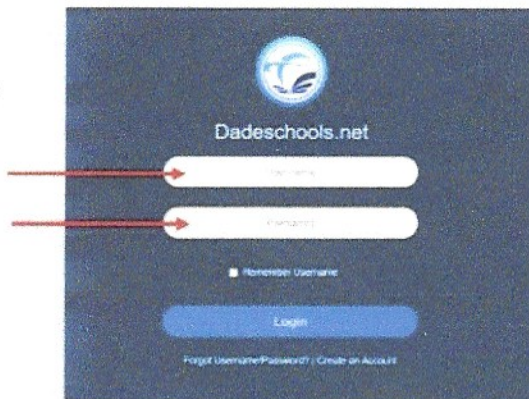 Dadeschools.net
Username
Password
Remember Username
Login
Forgot Username/Password? | Create an Account